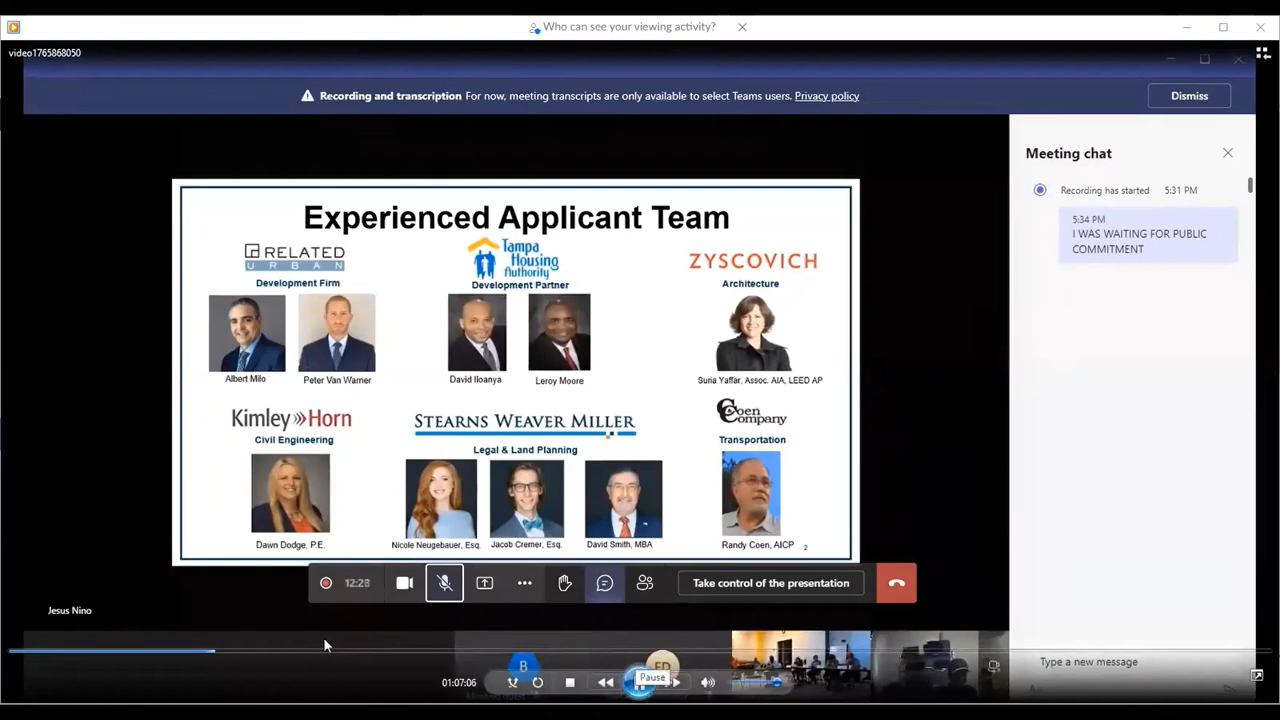 Who can see your viewing activity?
video1765868050
Recording and transcription For now, meeting transcripts are only available to select Teams users. Privacy policy
Dismiss
Meeting chat
Recording has started 5:31 PM
5:34 PM
I WAS WAITING FOR PUBLIC
COMMITMENT
Experienced Applicant Team
RELATED
URBAN
Development Firm
Tampa
Housing
Authority
Development Partner
ZYSCOVICH
Architecture
Albert Milo
Peter Van Warner
David Iloanya
Leroy Moore
Suria Yaffar, Assoc. AIA, LEED AP
Kimley»Horn
Civil Engineering
STEARNS WEAVER MILLER
Legal & Land Planning
Coen
Company
Transportation
Dawn Dodge, P.E.
Nicole Neugebauer, Esq.
Jacob Cremer, Esq.
David Smith, MBA
Randy Coen, AICP
2
12:28
Take control of the presentation
Jesus Nino
B
ED
Type a new message
01:07:06
Pause